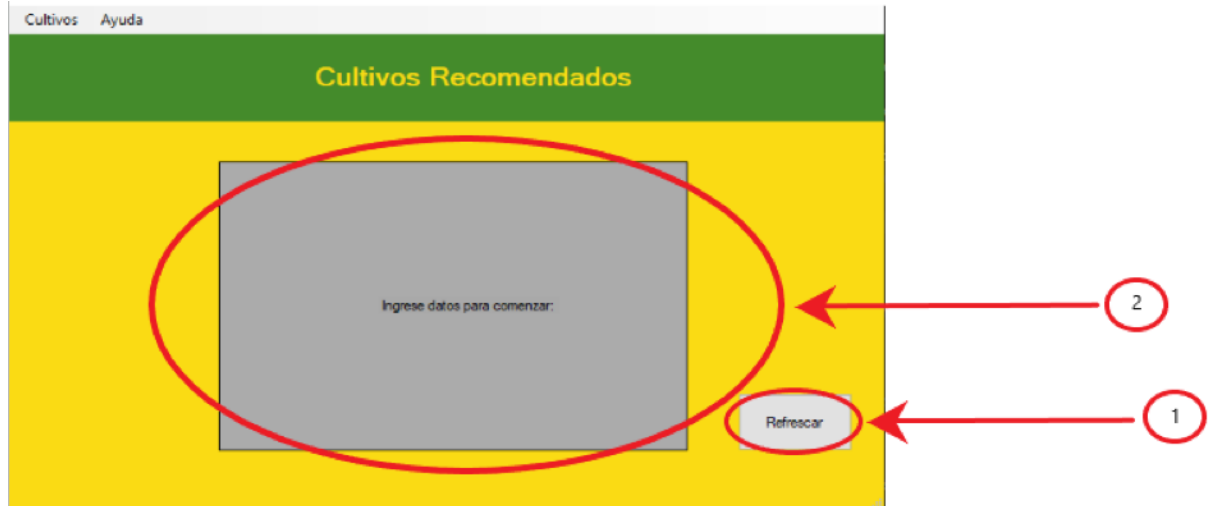 Cultivos Ayuda
Cultivos Recomendados
Ingrese datos para comenzar:
2
Refrescar
1